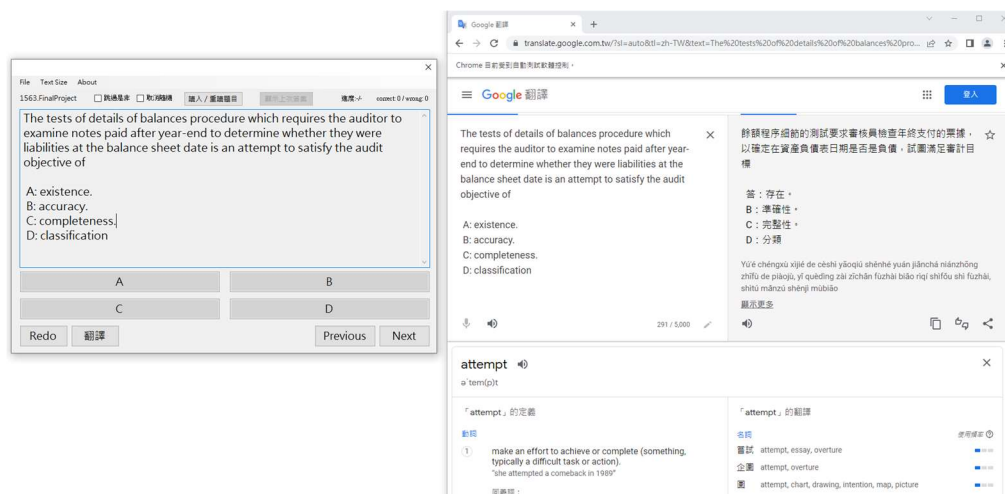 File Text Size About
1563.FinalProject 跳過是非 取消隨機 讀入 / 重讀題目 進度:-/- correct: 0 / wrong: 0
The tests of details of balances procedure which requires the auditor to
examine notes paid after year-end to determine whether they were
liabilities at the balance sheet date is an attempt to satisfy the audit
objective of
A: existence.
B: accuracy.
C: completeness.
D: classification
A
B
C
D
Redo 翻譯 Previous Next
Google 翻譯
translate.google.com.tw/?sl=auto&tl=zh-TW&text=The%20tests%20of%20details%20of%20balances%20pro...
Chrome 目前受到自動測試軟體控制。
Google 翻譯
登入
The tests of details of balances procedure which
requires the auditor to examine notes paid after year-
end to determine whether they were liabilities at the
balance sheet date is an attempt to satisfy the audit
objective of
A: existence.
B: accuracy.
C: completeness.
D: classification
291 / 5,000
餘額程序細節的測試要求審核員檢查年終支付的票據，
以確定在資產負債表日期是否是負債，試圖滿足審計目
標
答：存在。
B：準確性。
C：完整性。
D：分類
Yú'é chéngxù xìjié de cèshì yāoqiú shěnhé yuán jiǎnchá niánzhōng
zhīfù de piàojù, yǐ quèdìng zài zīchǎn fùzhài biǎo rìqí shìfǒu shì fùzhài,
shìtú mǎnzú shěnjì mùbiāo
顯示更多
attempt
əˈtem(p)t
「attempt」的定義
動詞
1
make an effort to achieve or complete (something,
typically a difficult task or action).
"she attempted a comeback in 1989"
同義詞：
「attempt」的翻譯
名詞 使用頻率
嘗試 attempt, essay, overture
企圖 attempt, overture
圖 attempt, chart, drawing, intention, map, picture